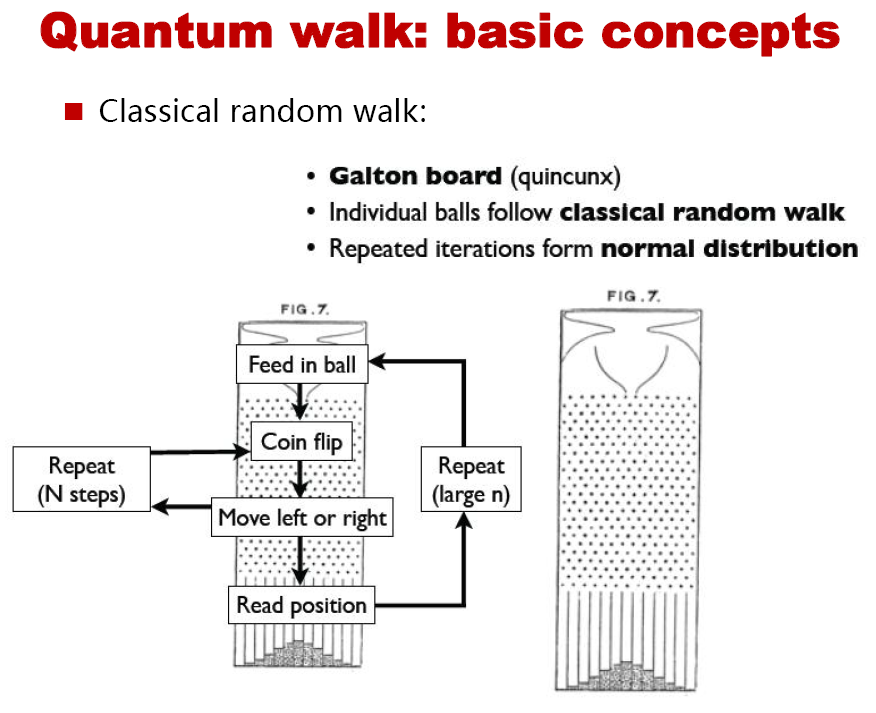 Quantum walk: basic concepts
■ Classical random walk:
• Galton board (quincunx)
• Individual balls follow classical random walk
• Repeated iterations form normal distribution
FIG.7.
FIG.7.
Feed in ball
Coin flip
Repeat
(N steps)
Repeat
(large n)
Move left or right
Read position